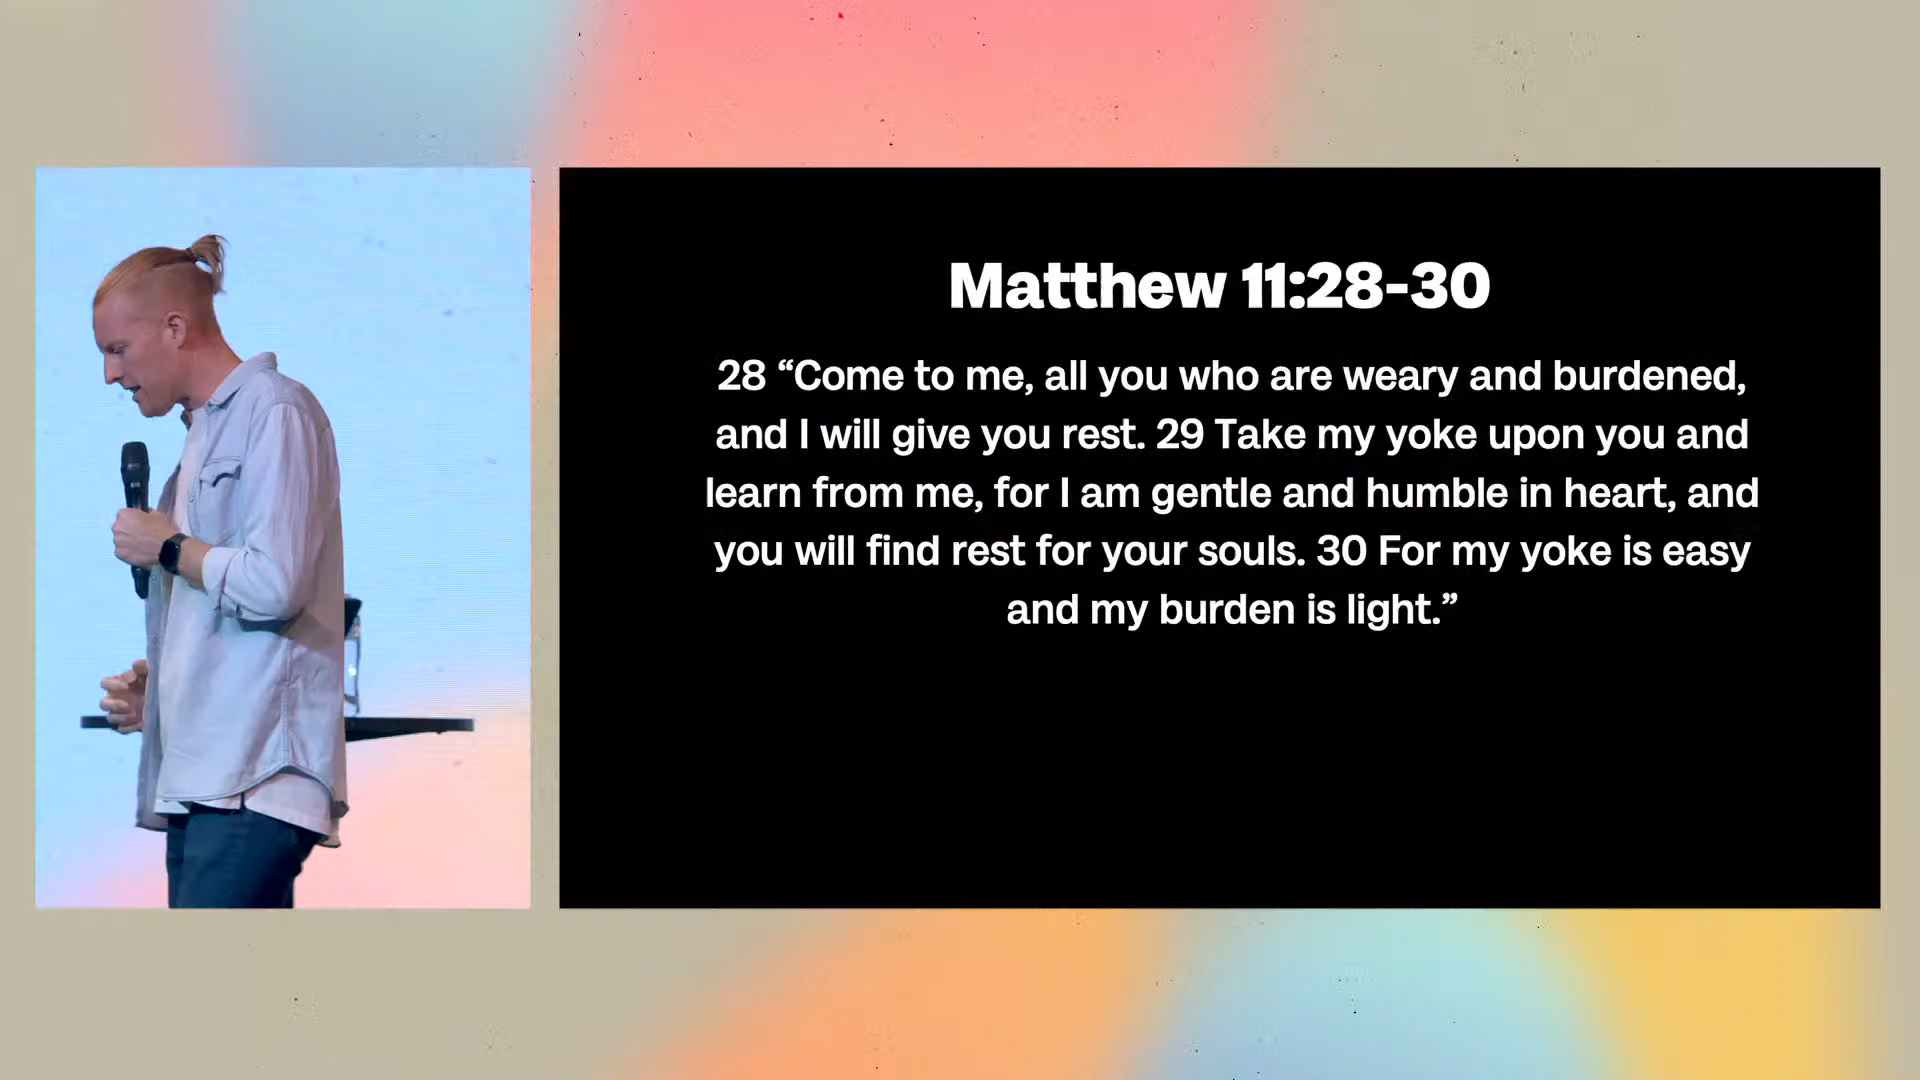 Matthew 11:28-30
28 “Come to me, all you who are weary and burdened,
and I will give you rest. 29 Take my yoke upon you and
learn from me, for I am gentle and humble in heart, and
you will find rest for your souls. 30 For my yoke is easy
and my burden is light.”